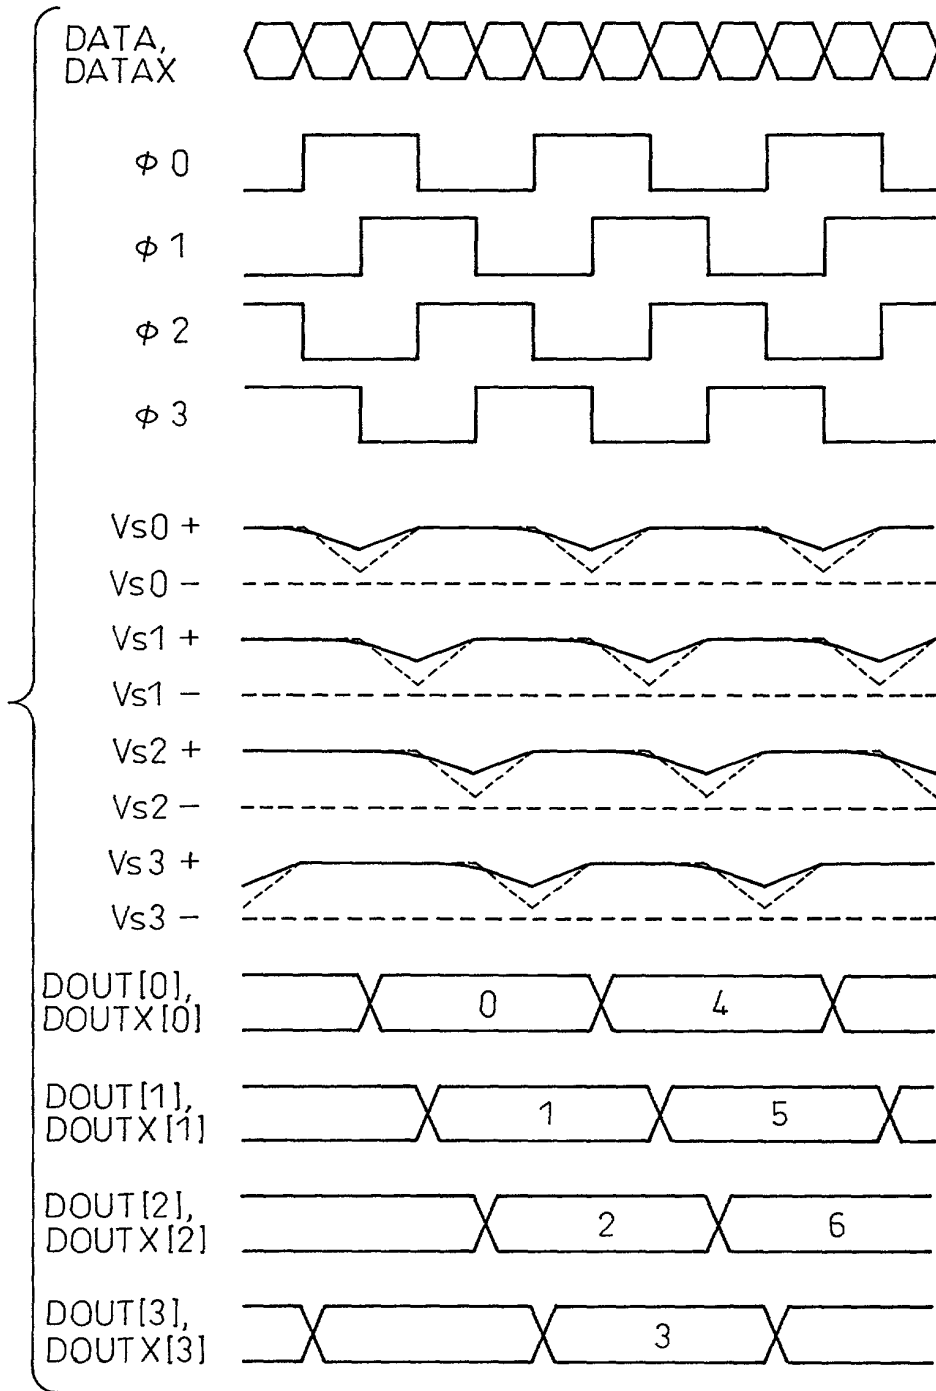 DATA,
DATAX
φ 0
φ 1
φ 2
φ 3
Vs0 +
Vs0 −
Vs1 +
Vs1 −
Vs2 +
Vs2 −
Vs3 +
Vs3 −
DOUT[0],
DOUTX[0]
0 4
DOUT[1],
DOUTX[1]
1 5
DOUT[2],
DOUTX[2]
2 6
DOUT[3],
DOUTX[3]
3